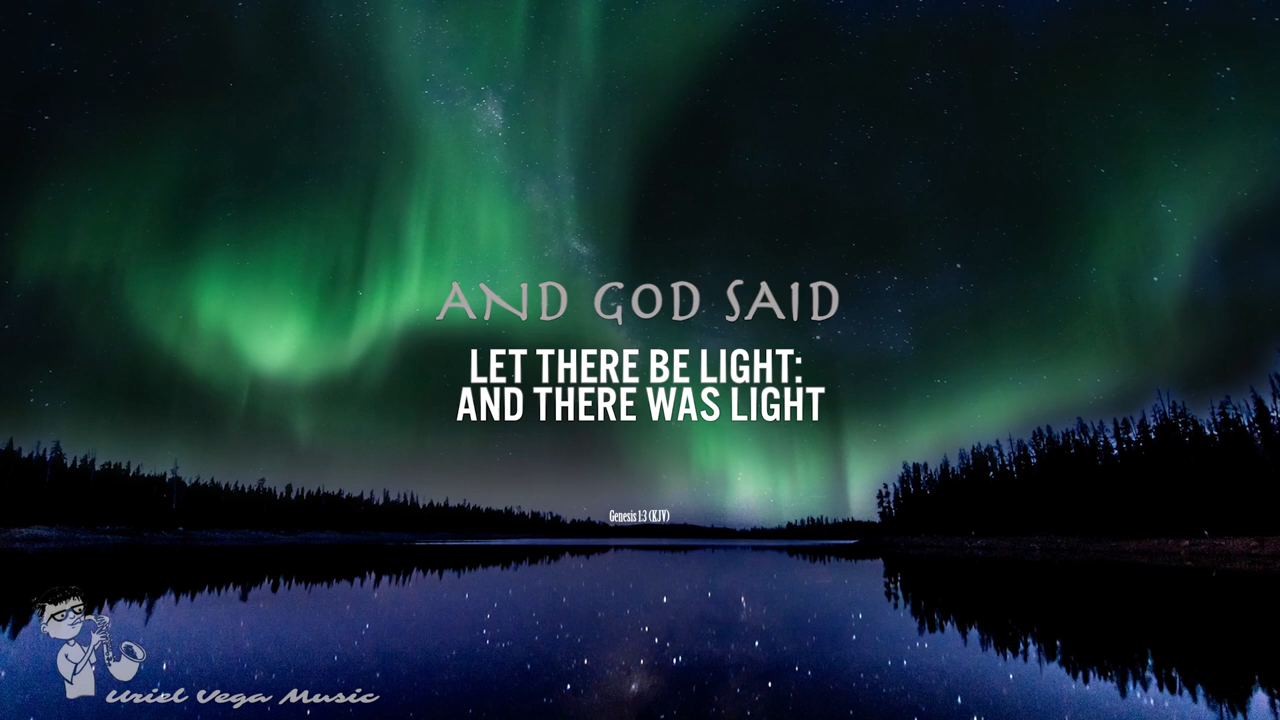 AND GOD SAID
LET THERE BE LIGHT:
AND THERE WAS LIGHT
Genesis 1:3 (KJV)
Uriel Vega Music